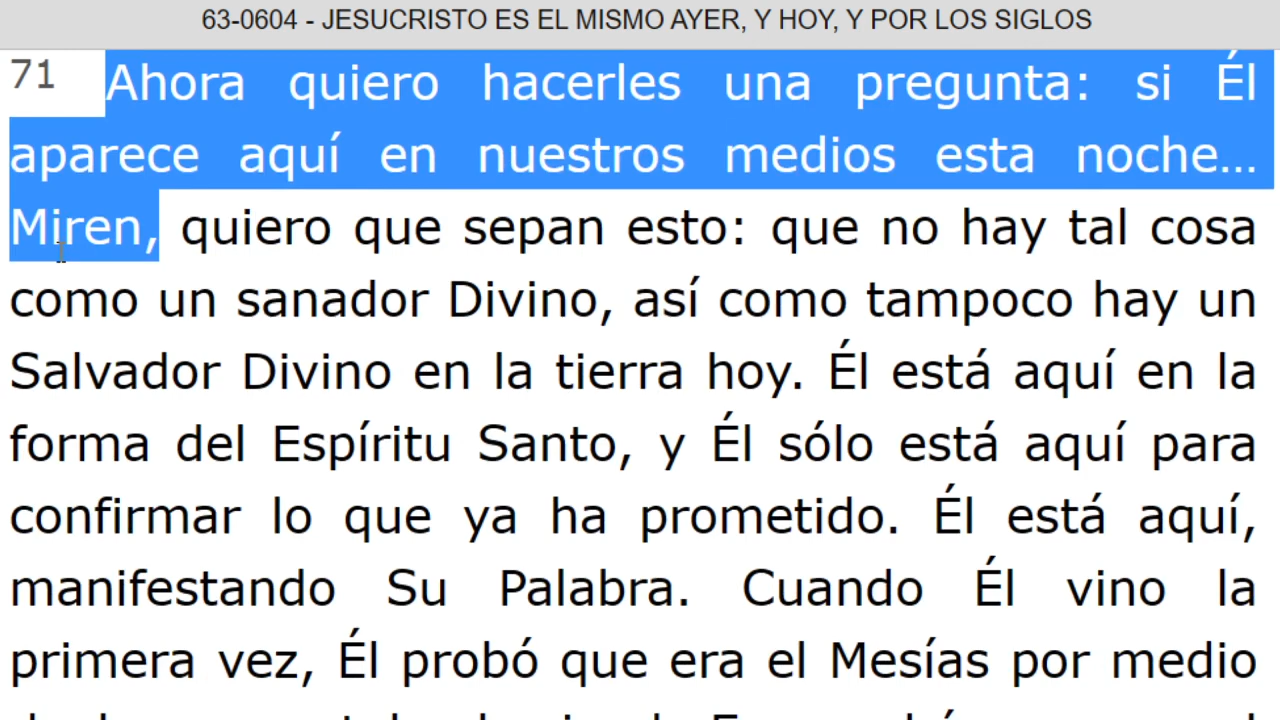 63-0604 - JESUCRISTO ES EL MISMO AYER, Y HOY, Y POR LOS SIGLOS
71 Ahora quiero hacerles una pregunta: si Él
aparece aquí en nuestros medios esta noche...
Miren, quiero que sepan esto: que no hay tal cosa
como un sanador Divino, así como tampoco hay un
Salvador Divino en la tierra hoy. Él está aquí en la
forma del Espíritu Santo, y Él sólo está aquí para
confirmar lo que ya ha prometido. Él está aquí,
manifestando Su Palabra. Cuando Él vino la
primera vez, Él probó que era el Mesías por medio